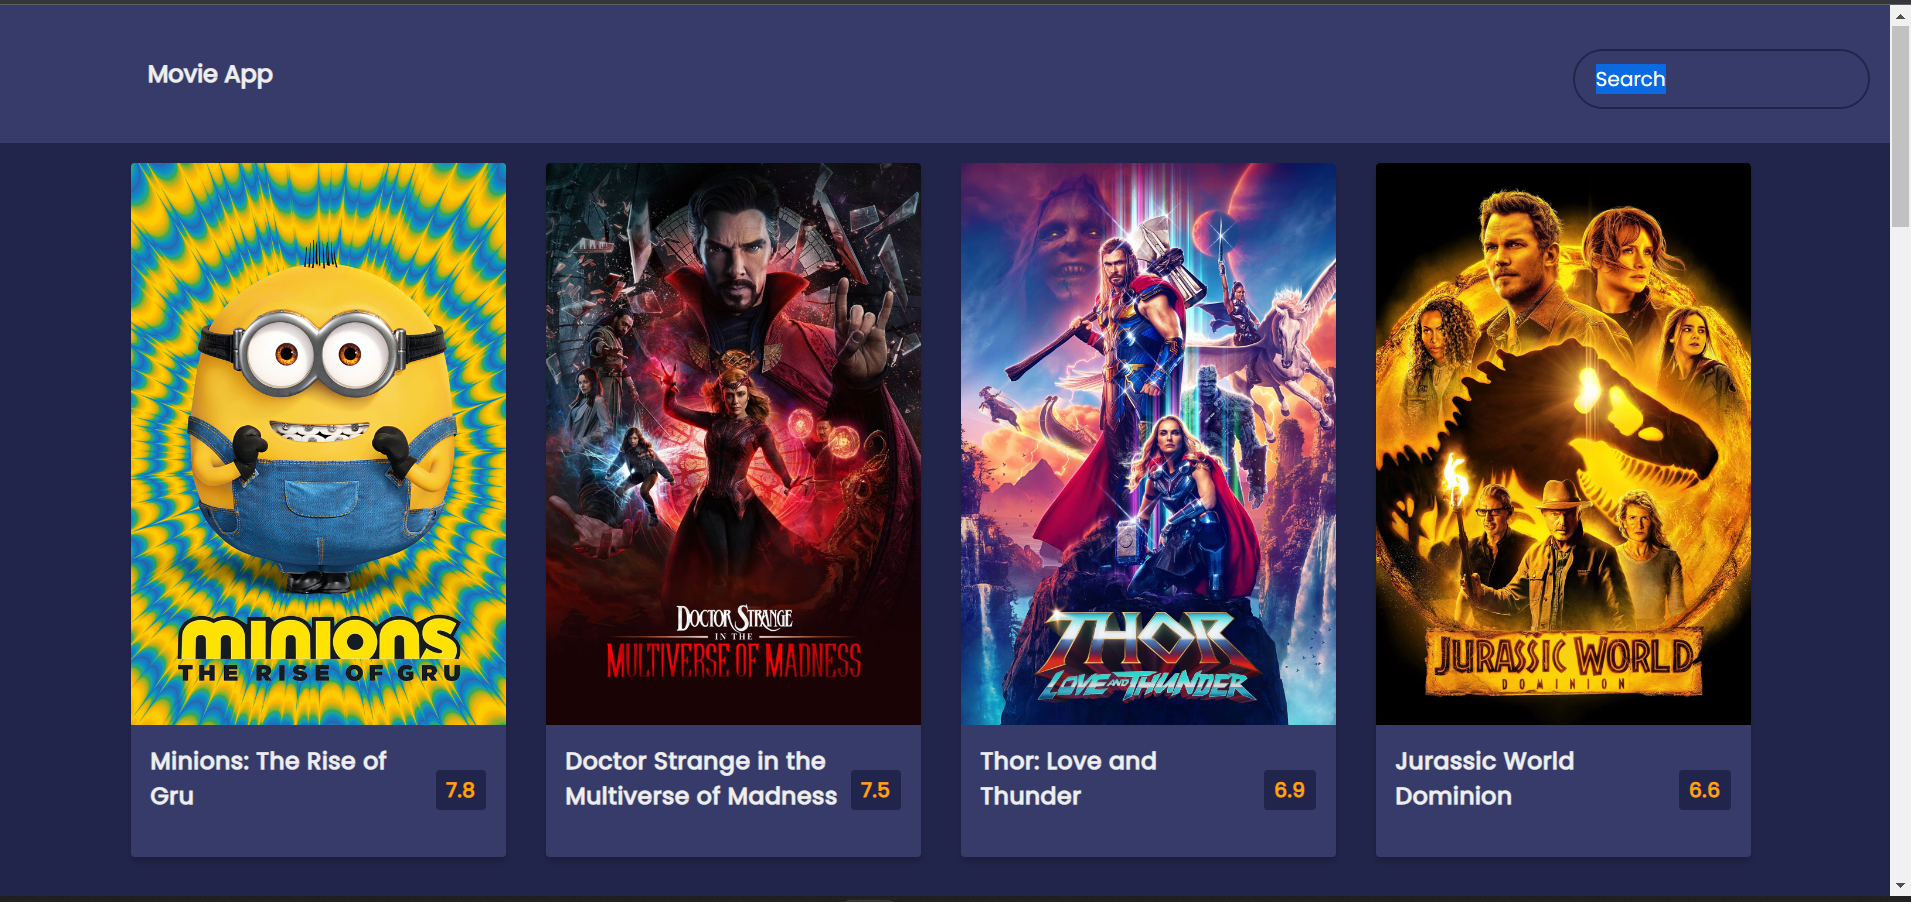 Movie App
Search
minions
THE RISE OF GRU
DOCTOR STRANGE
IN THE
MULTIVERSE OF MADNESS
THOR
LOVE AND THUNDER
JURASSIC WORLD
DOMINION
Minions: The Rise of
Gru
7.8
Doctor Strange in the
Multiverse of Madness
7.5
Thor: Love and
Thunder
6.9
Jurassic World
Dominion
6.6